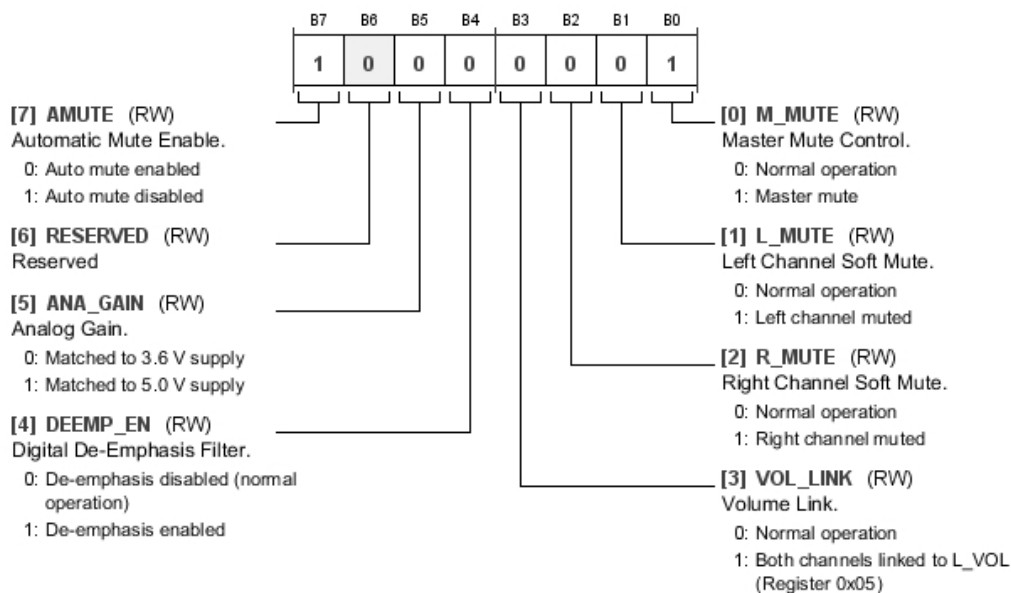 B7 B6 B5 B4 B3 B2 B1 B0
1 0 0 0 0 0 0 1
[7] AMUTE (RW)
Automatic Mute Enable.
0: Auto mute enabled
1: Auto mute disabled
[6] RESERVED (RW)
Reserved
[5] ANA_GAIN (RW)
Analog Gain.
0: Matched to 3.6 V supply
1: Matched to 5.0 V supply
[4] DEEMP_EN (RW)
Digital De-Emphasis Filter.
0: De-emphasis disabled (normal
operation)
1: De-emphasis enabled
[0] M_MUTE (RW)
Master Mute Control.
0: Normal operation
1: Master mute
[1] L_MUTE (RW)
Left Channel Soft Mute.
0: Normal operation
1: Left channel muted
[2] R_MUTE (RW)
Right Channel Soft Mute.
0: Normal operation
1: Right channel muted
[3] VOL_LINK (RW)
Volume Link.
0: Normal operation
1: Both channels linked to L_VOL
(Register 0x05)